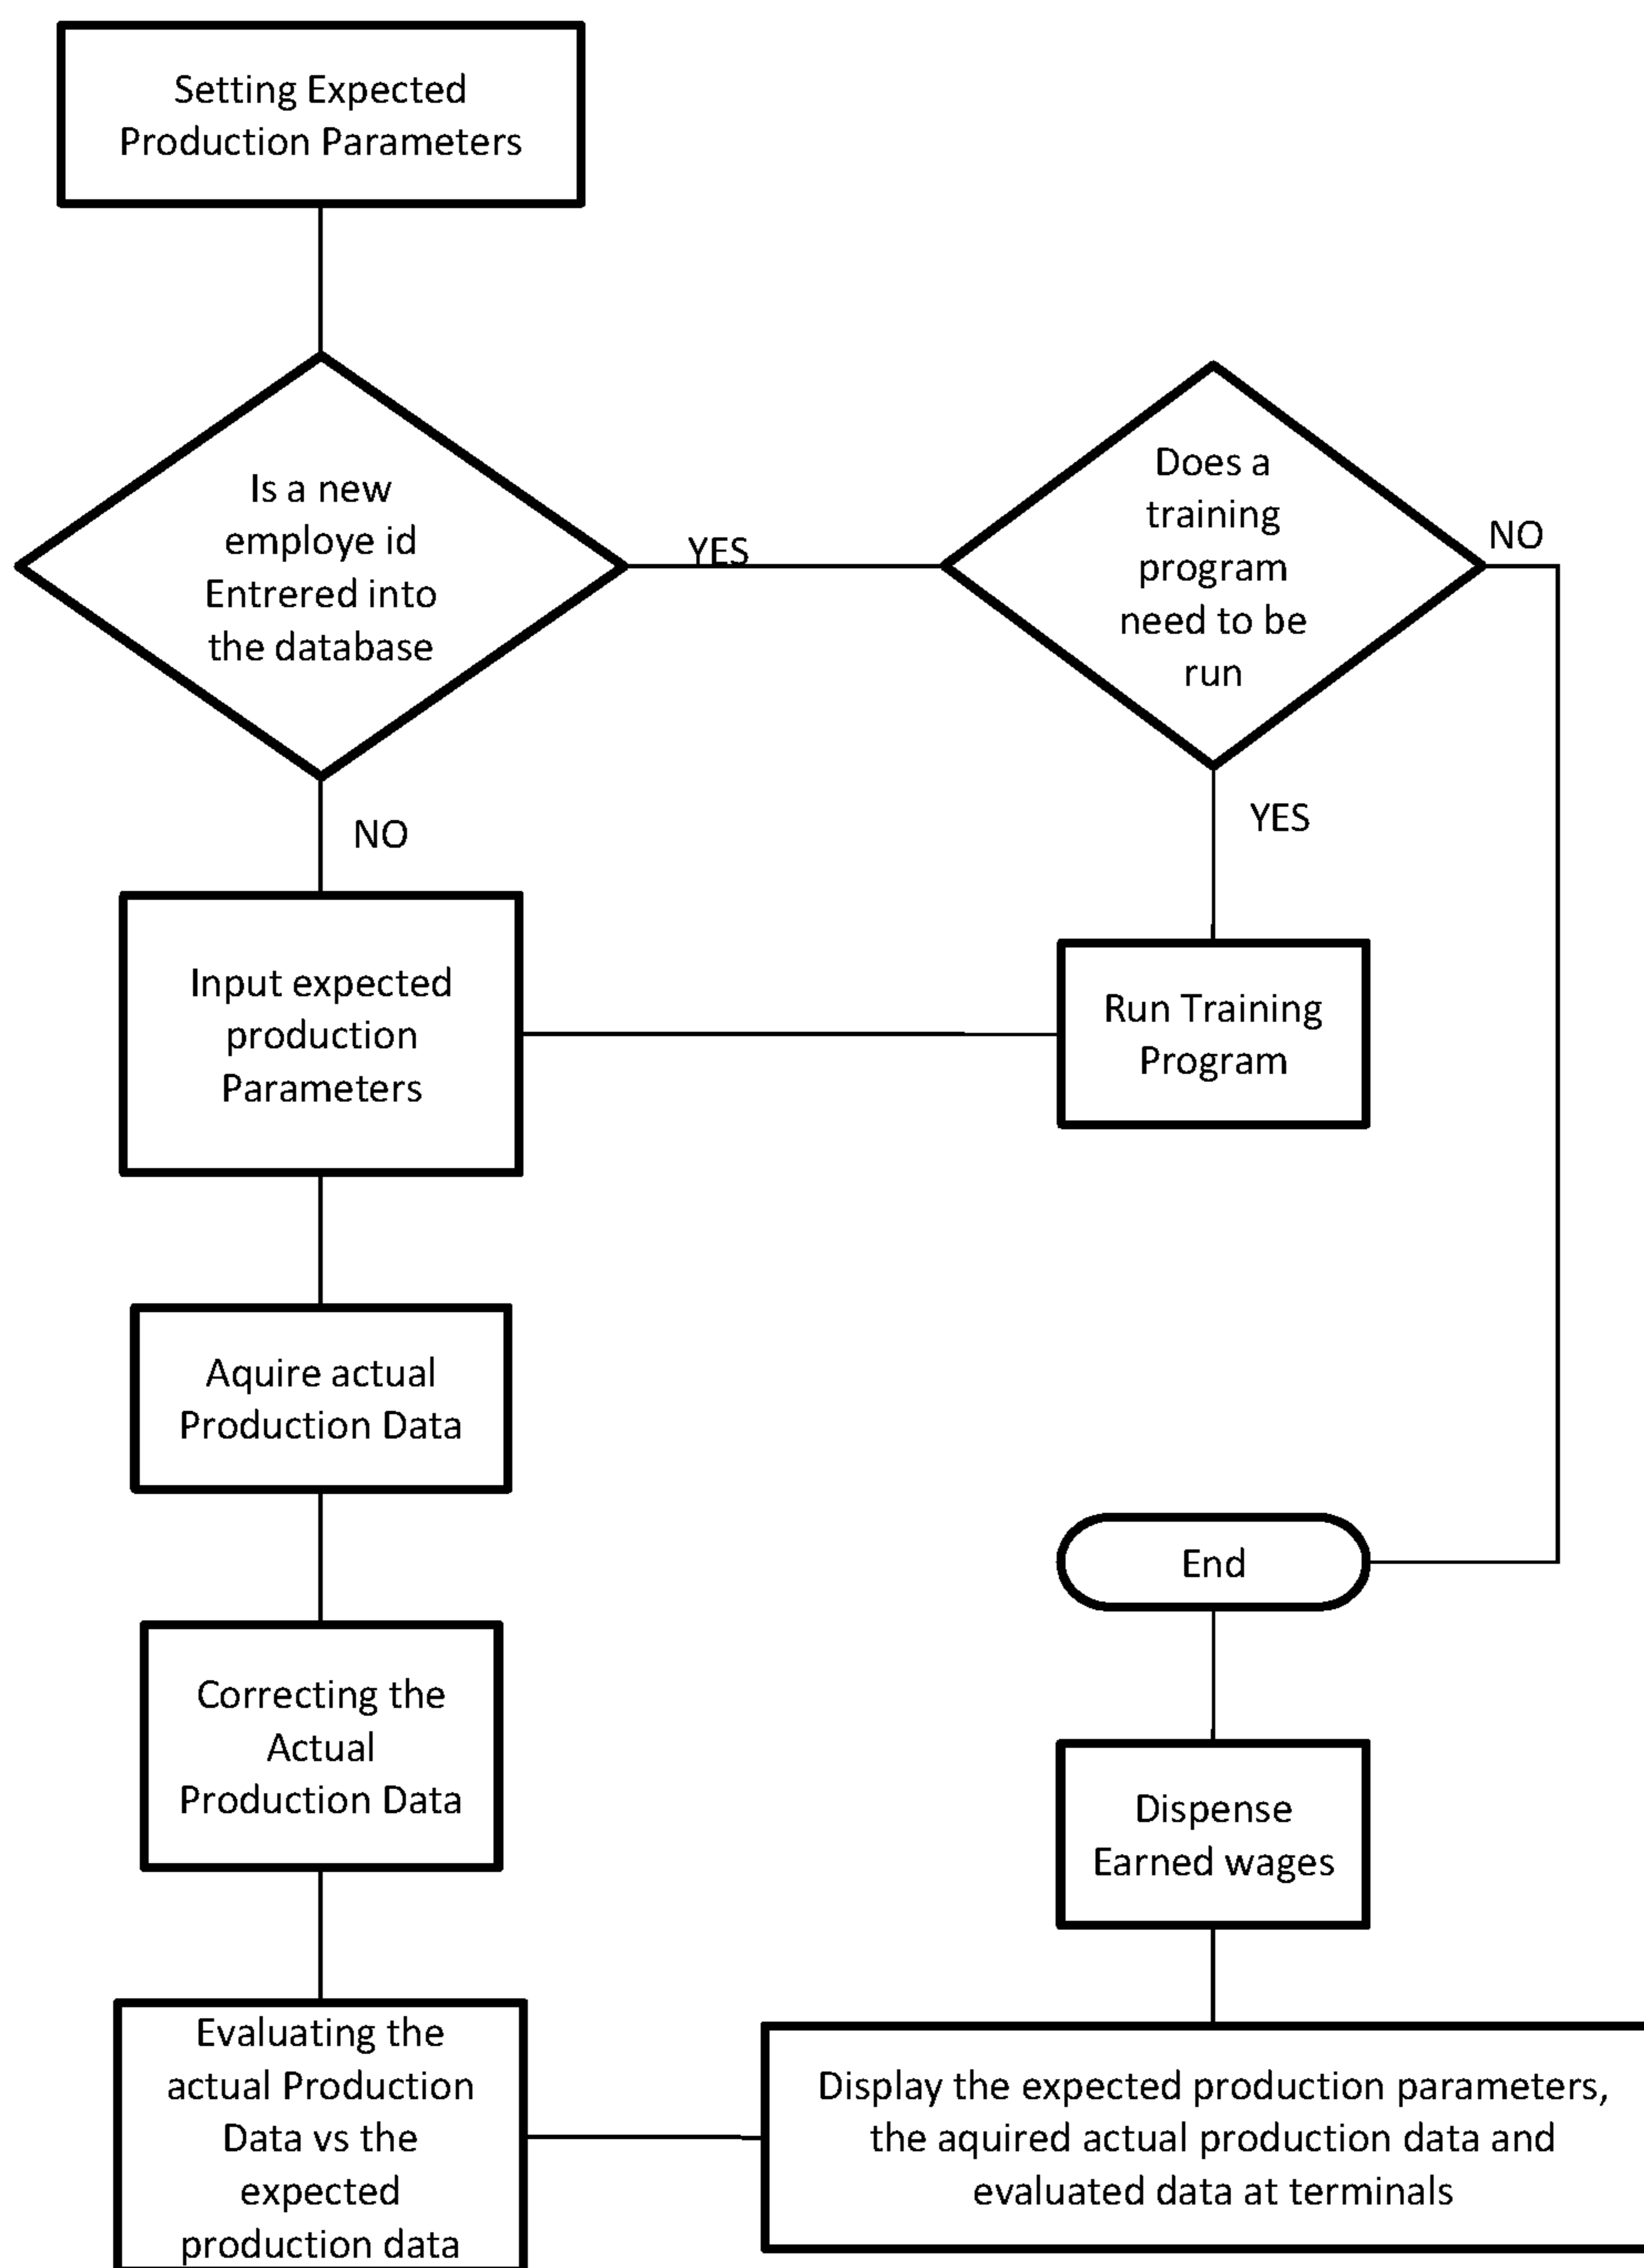 Setting Expected
Production Parameters
Is a new
employe id
Entrered into
the database
YES
Does a
training
program
need to be
run
NO
NO
YES
Input expected
production
Parameters
Run Training
Program
Aquire actual
Production Data
Correcting the
Actual
Production Data
End
Dispense
Earned wages
Evaluating the
actual Production
Data vs the
expected
production data
Display the expected production parameters,
the aquired actual production data and
evaluated data at terminals